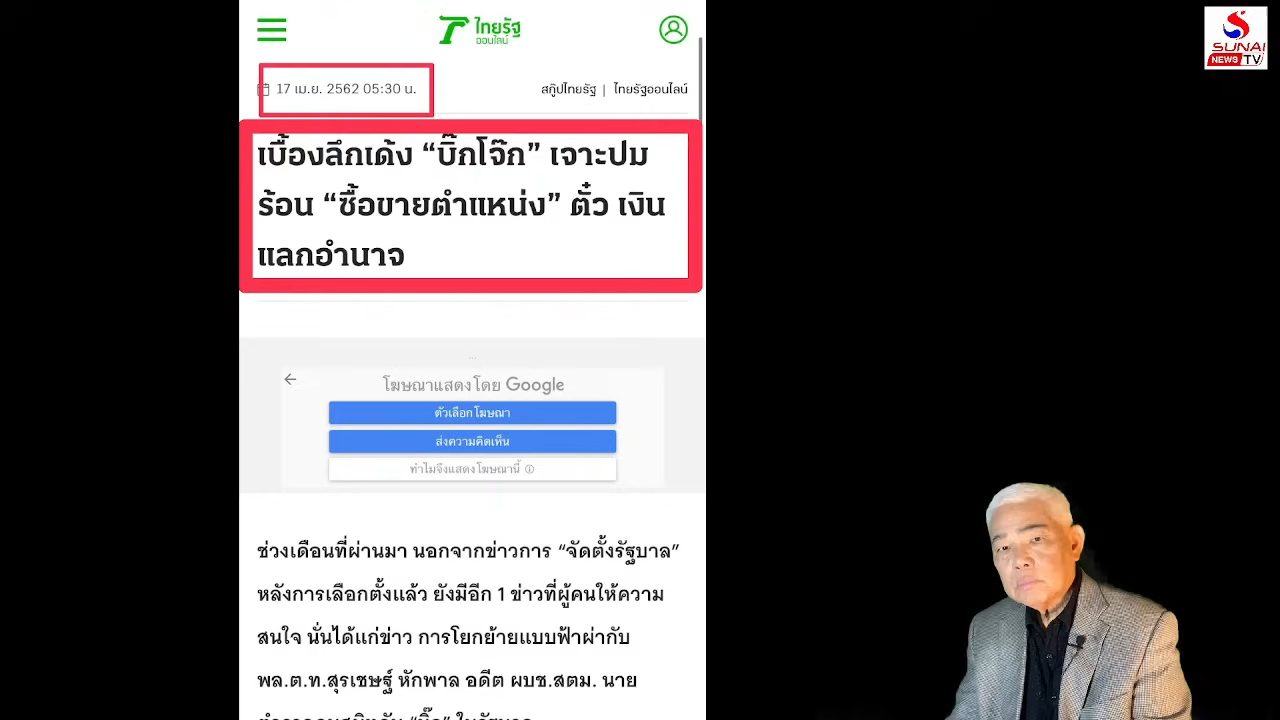 ไทยรัฐ
ออนไลน์
SUNAI
NEWS TV
17 เม.ย. 2562 05:30 น.
สกู๊ปไทยรัฐ | ไทยรัฐออนไลน์
เบื้องลึกเด้ง “บิ๊กโจ๊ก” เจาะปม
ร้อน “ซื้อขายตำแหน่ง” ตั๋ว เงิน
แลกอำนาจ
...
โฆษณาแสดงโดย Google
ตัวเลือกโฆษณา
ส่งความคิดเห็น
ทำไมจึงแสดงโฆษณานี้
ช่วงเดือนที่ผ่านมา นอกจากข่าวการ “จัดตั้งรัฐบาล”
หลังการเลือกตั้งแล้ว ยังมีอีก 1 ข่าวที่ผู้คนให้ความ
สนใจ นั่นได้แก่ข่าว การโยกย้ายแบบฟ้าผ่ากับ
พล.ต.ท.สุรเชษฐ์ หักพาล อดีต ผบช.สตม. นาย